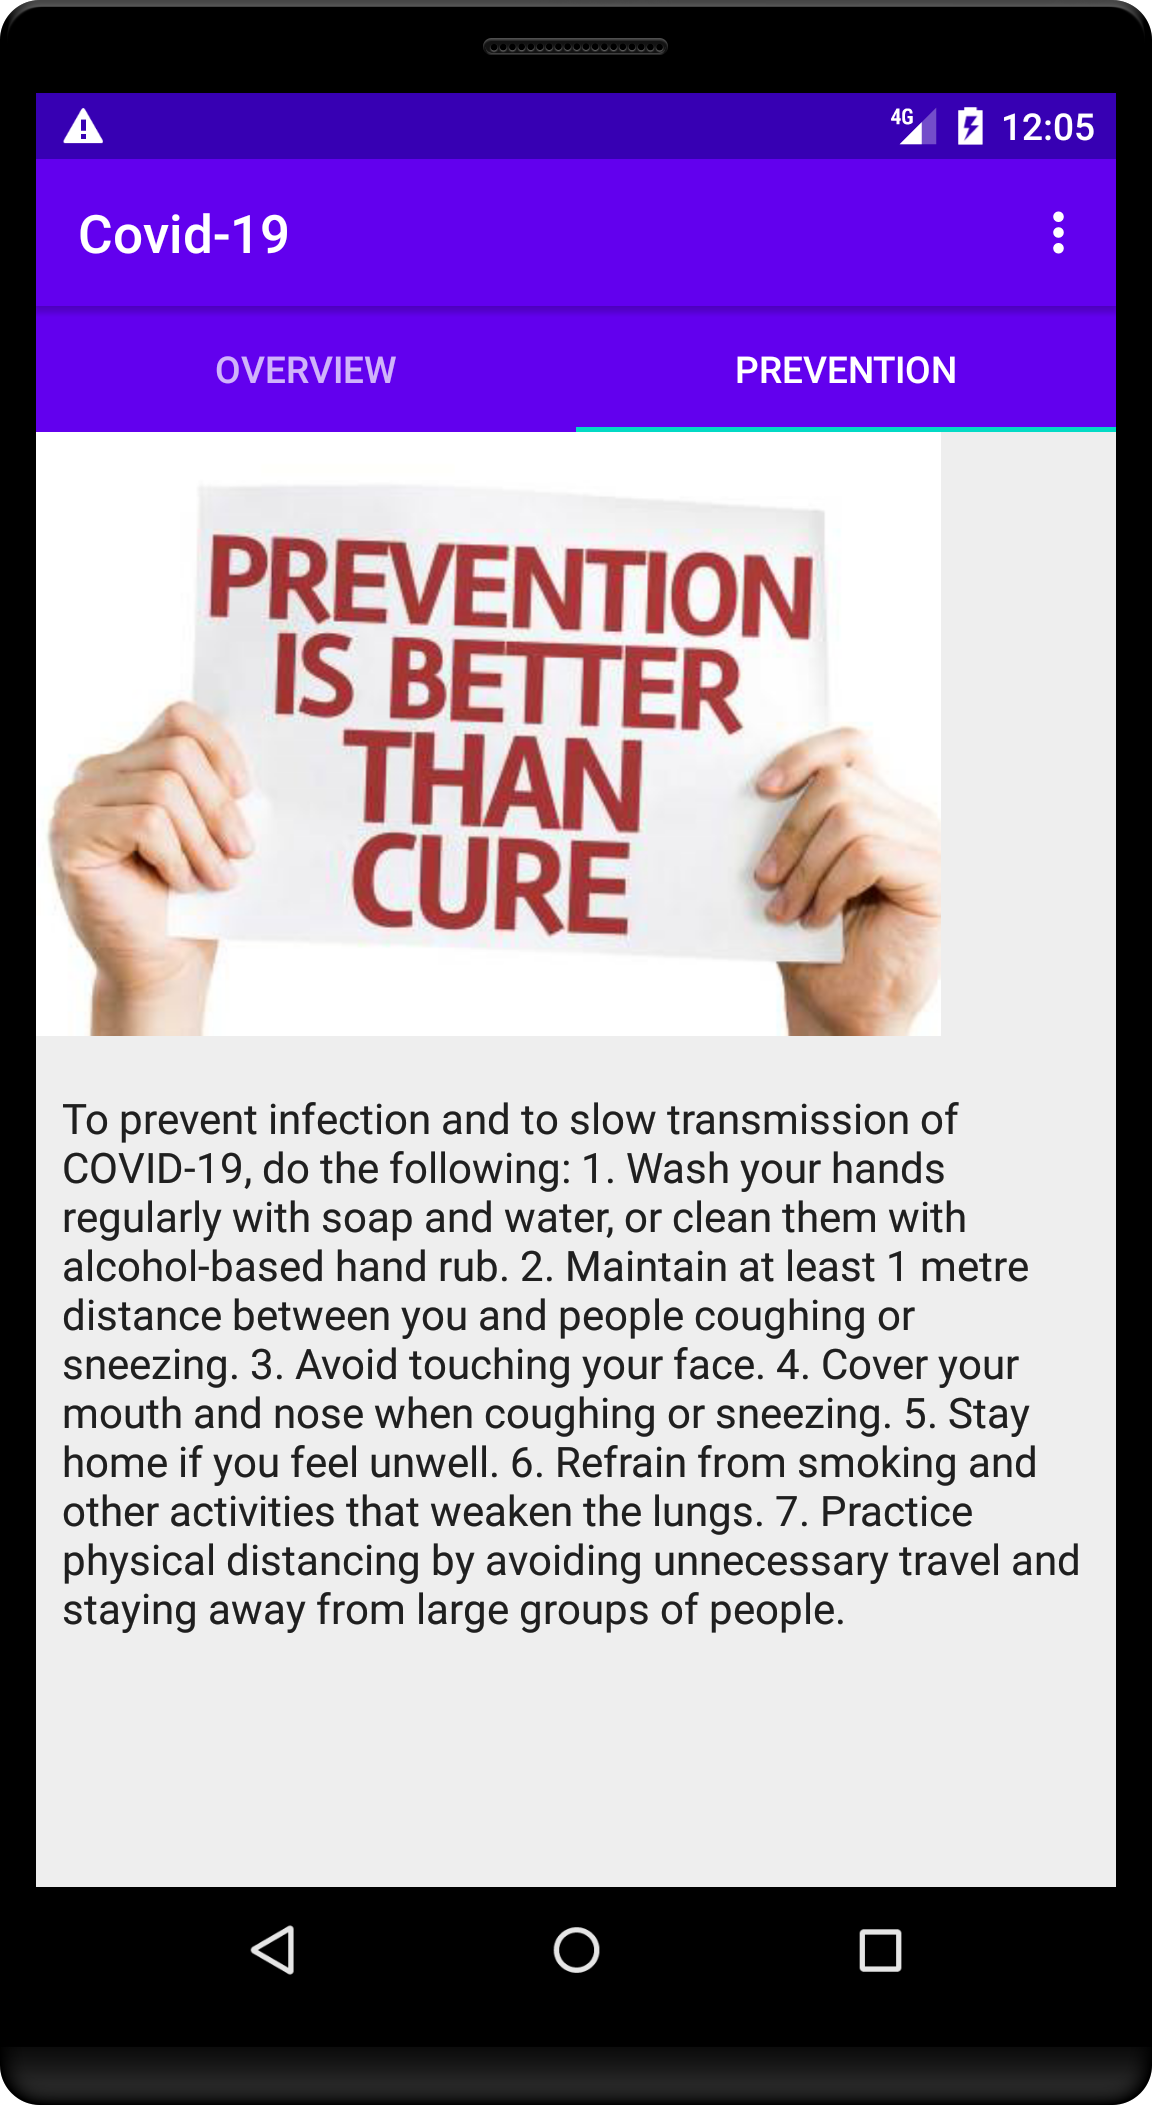 4G 12:05
Covid-19
OVERVIEW PREVENTION
PREVENTION
IS BETTER
THAN
CURE
To prevent infection and to slow transmission of
COVID-19, do the following: 1. Wash your hands
regularly with soap and water, or clean them with
alcohol-based hand rub. 2. Maintain at least 1 metre
distance between you and people coughing or
sneezing. 3. Avoid touching your face. 4. Cover your
mouth and nose when coughing or sneezing. 5. Stay
home if you feel unwell. 6. Refrain from smoking and
other activities that weaken the lungs. 7. Practice
physical distancing by avoiding unnecessary travel and
staying away from large groups of people.